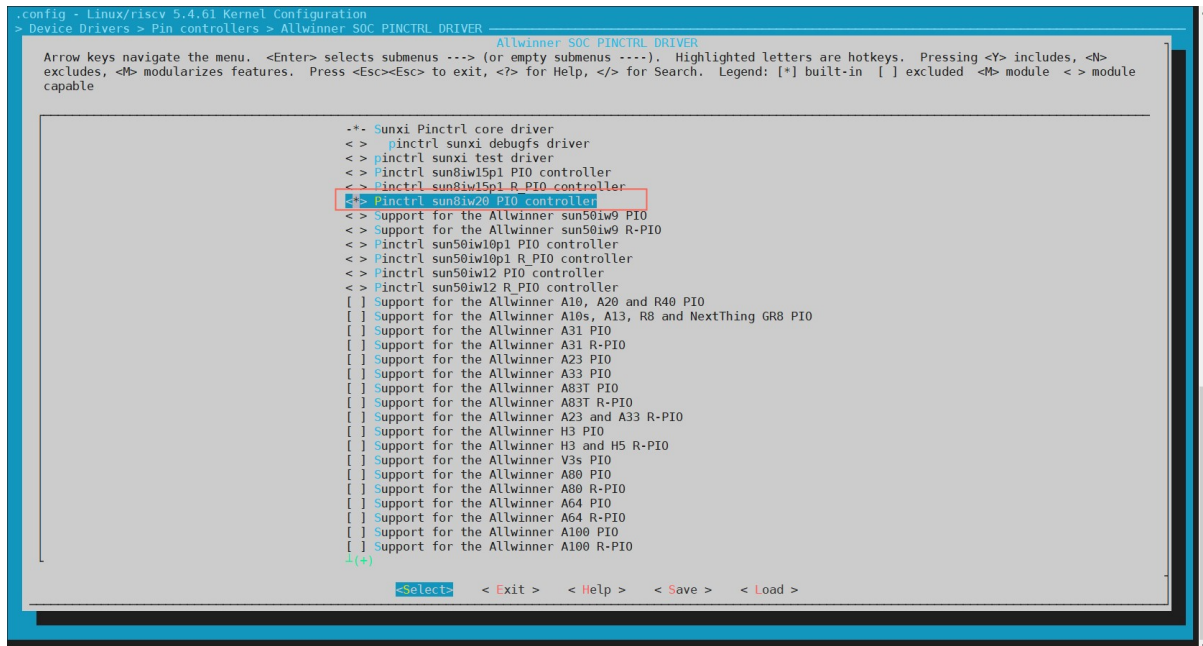 .config - Linux/riscv 5.4.61 Kernel Configuration
> Device Drivers > Pin controllers > Allwinner SOC PINCTRL DRIVER
Allwinner SOC PINCTRL DRIVER
Arrow keys navigate the menu.  <Enter> selects submenus ---> (or empty submenus ----).  Highlighted letters are hotkeys.  Pressing <Y> includes, <N>
excludes, <M> modularizes features.  Press <Esc><Esc> to exit, <?> for Help, </> for Search.  Legend: [*] built-in  [ ] excluded  <M> module  < > module
capable
-*- Sunxi Pinctrl core driver
< >   pinctrl sunxi debugfs driver
< > pinctrl sunxi test driver
< > Pinctrl sun8iw15p1 PIO controller
< > Pinctrl sun8iw15p1 R_PIO controller
<*> Pinctrl sun8iw20 PIO controller
< > Support for the Allwinner sun50iw9 PIO
< > Support for the Allwinner sun50iw9 R-PIO
< > Pinctrl sun50iw10p1 PIO controller
< > Pinctrl sun50iw10p1 R_PIO controller
< > Pinctrl sun50iw12 PIO controller
< > Pinctrl sun50iw12 R_PIO controller
[ ] Support for the Allwinner A10, A20 and R40 PIO
[ ] Support for the Allwinner A10s, A13, R8 and NextThing GR8 PIO
[ ] Support for the Allwinner A31 PIO
[ ] Support for the Allwinner A31 R-PIO
[ ] Support for the Allwinner A23 PIO
[ ] Support for the Allwinner A33 PIO
[ ] Support for the Allwinner A83T PIO
[ ] Support for the Allwinner A83T R-PIO
[ ] Support for the Allwinner A23 and A33 R-PIO
[ ] Support for the Allwinner H3 PIO
[ ] Support for the Allwinner H3 and H5 R-PIO
[ ] Support for the Allwinner V3s PIO
[ ] Support for the Allwinner A80 PIO
[ ] Support for the Allwinner A80 R-PIO
[ ] Support for the Allwinner A64 PIO
[ ] Support for the Allwinner A64 R-PIO
[ ] Support for the Allwinner A100 PIO
[ ] Support for the Allwinner A100 R-PIO
┴(+)
<Select>    < Exit >    < Help >    < Save >    < Load >